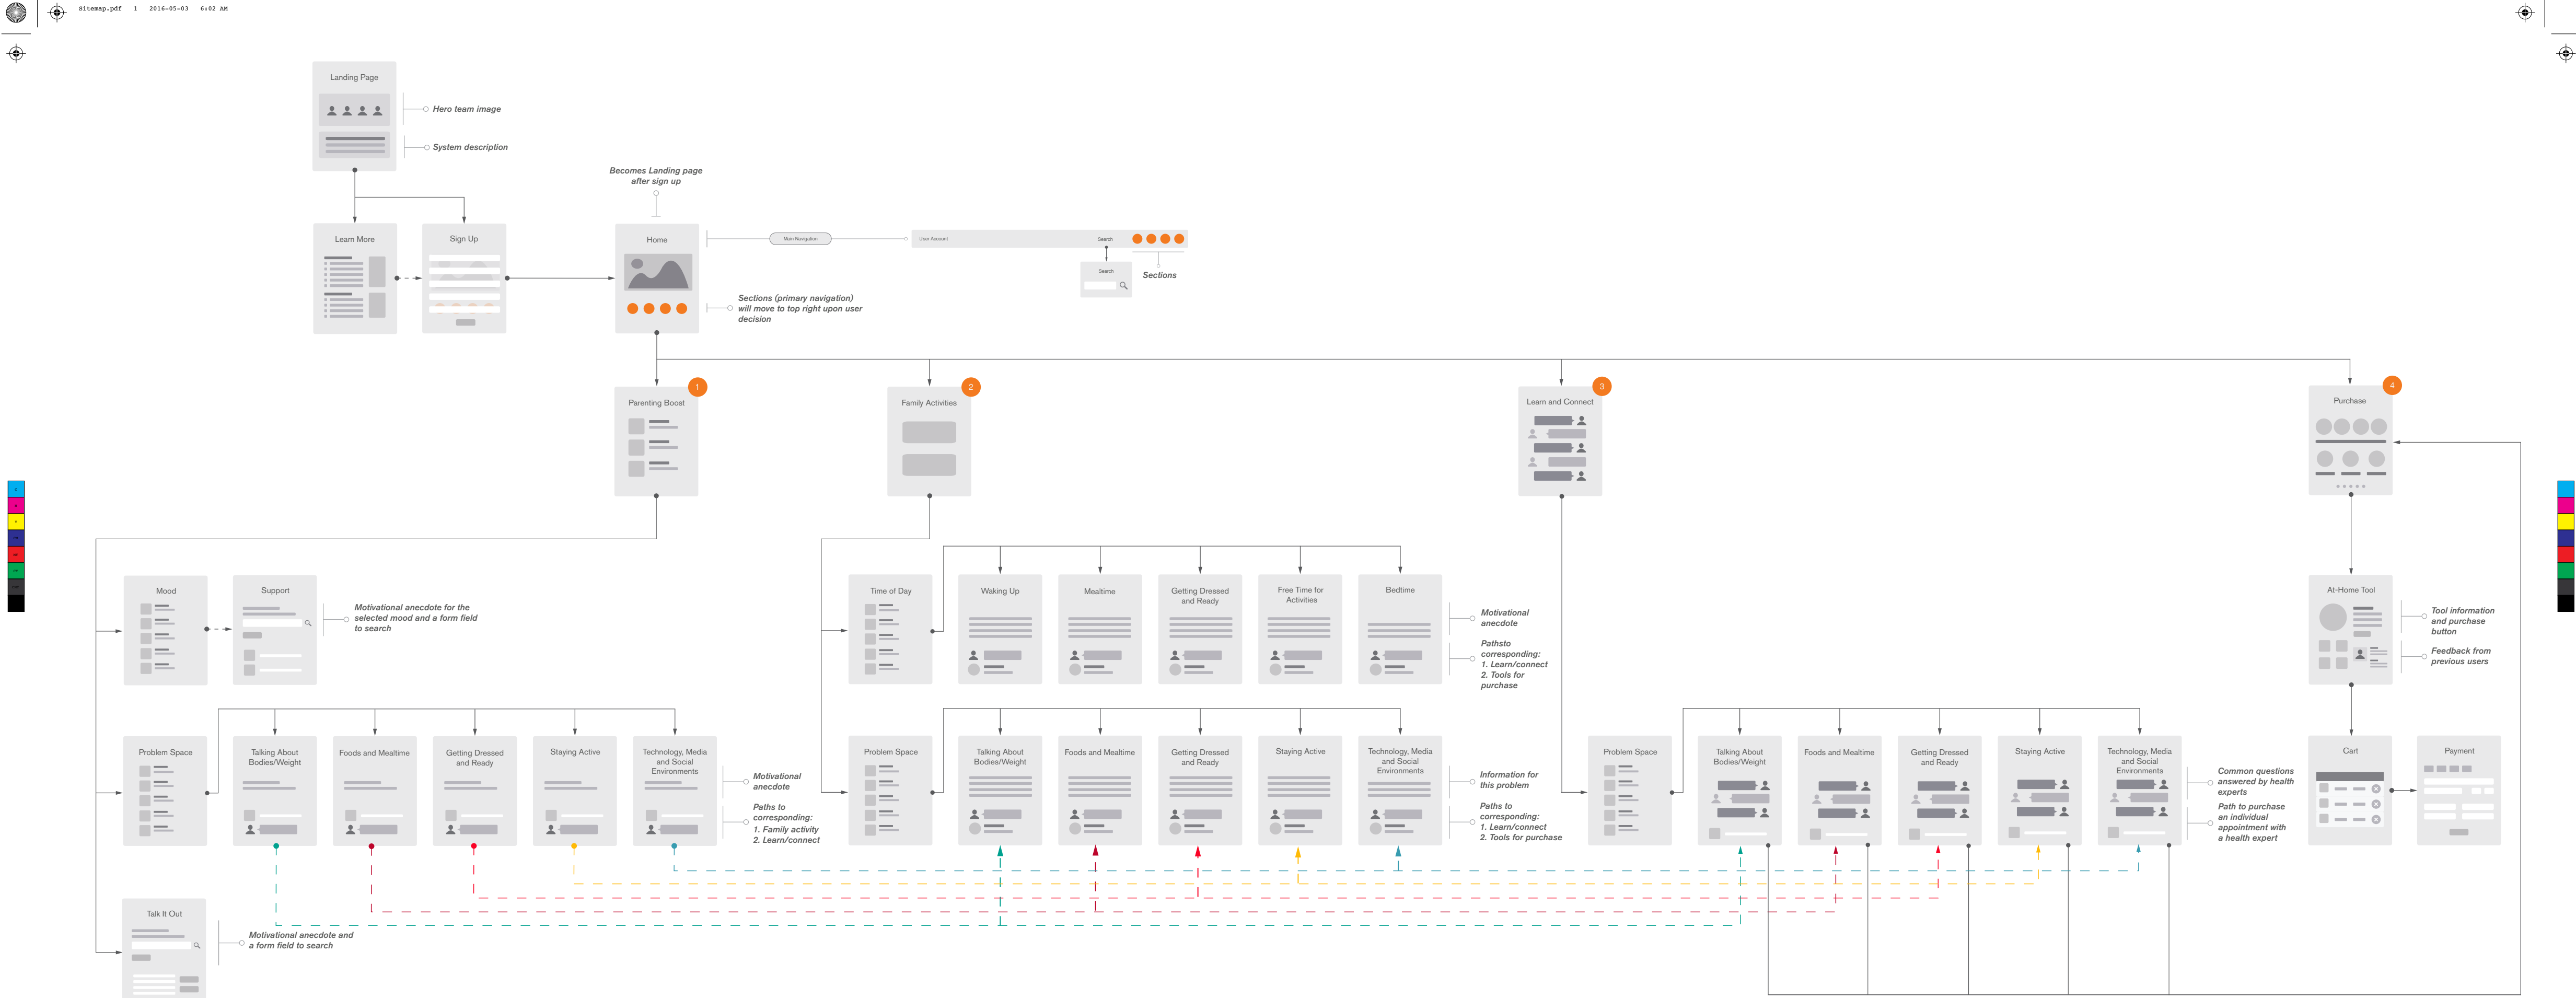 Sitemap.pdf 1 2016-05-03 6:02 AM
Landing Page
Hero team image
System description
Becomes Landing page
after sign up
Learn More
Sign Up
Home
Main Navigation
User Account
Search
Search
Sections
Sections (primary navigation)
will move to top right upon user
decision
1
2
3
4
Parenting Boost
Family Activities
Learn and Connect
Purchase
Mood
Support
Motivational anecdote for the
selected mood and a form field
to search
Time of Day
Waking Up
Mealtime
Getting Dressed
and Ready
Free Time for
Activities
Bedtime
Motivational
anecdote
Pathsto
corresponding:
1. Learn/connect
2. Tools for
purchase
At-Home Tool
Tool information
and purchase
button
Feedback from
previous users
Problem Space
Talking About
Bodies/Weight
Foods and Mealtime
Getting Dressed
and Ready
Staying Active
Technology, Media
and Social
Environments
Motivational
anecdote
Paths to
corresponding:
1. Family activity
2. Learn/connect
Problem Space
Talking About
Bodies/Weight
Foods and Mealtime
Getting Dressed
and Ready
Staying Active
Technology, Media
and Social
Environments
Information for
this problem
Paths to
corresponding:
1. Learn/connect
2. Tools for purchase
Problem Space
Talking About
Bodies/Weight
Foods and Mealtime
Getting Dressed
and Ready
Staying Active
Technology, Media
and Social
Environments
Common questions
answered by health
experts
Path to purchase
an individual
appointment with
a health expert
Cart
Payment
Talk It Out
Motivational anecdote and
a form field to search